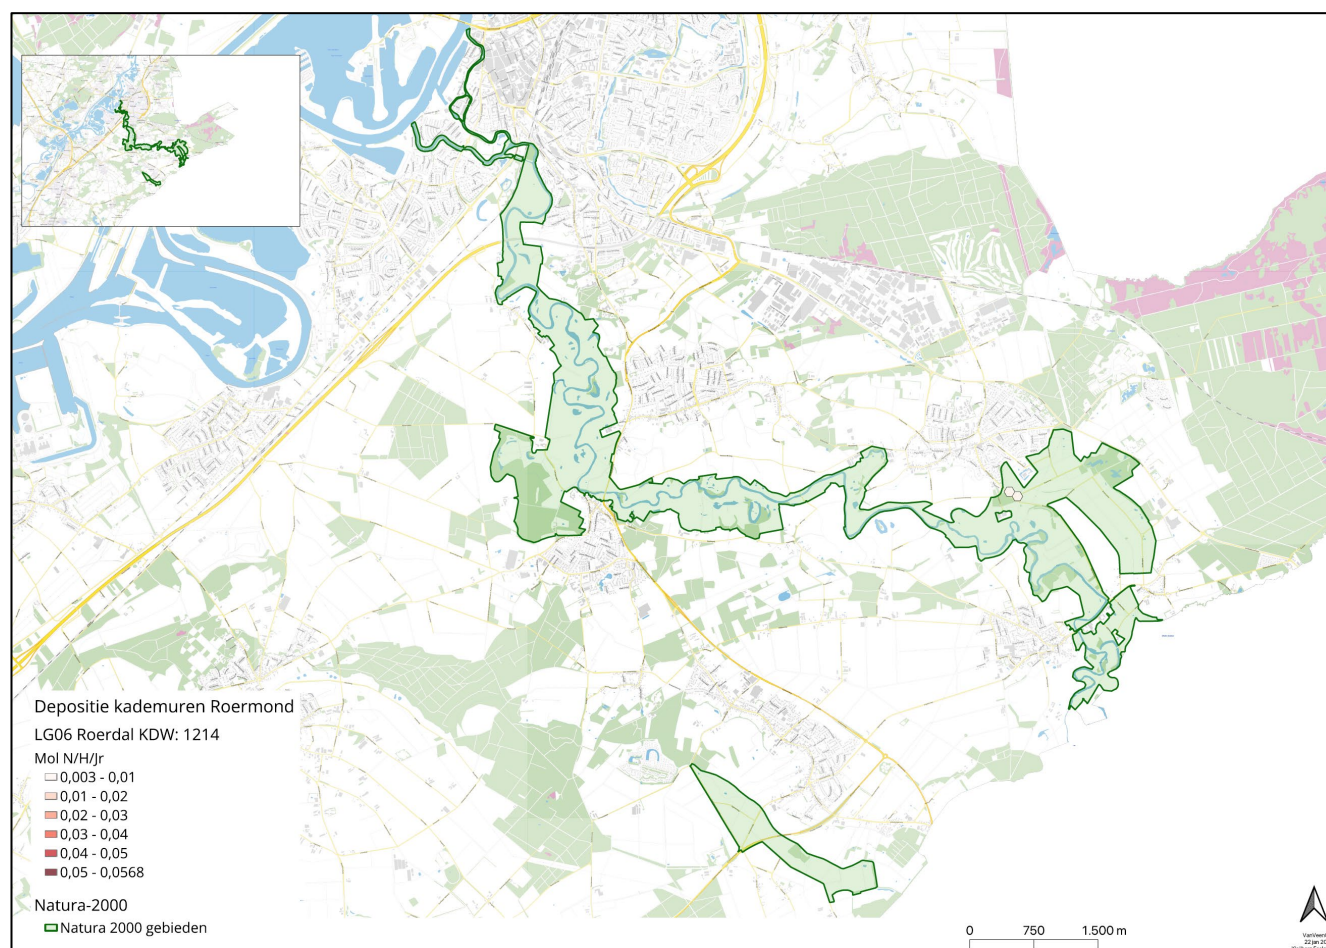 Depositie kademuren Roermond
LG06 Roerdal KDW: 1214
Mol N/H/Jr
0,003 - 0,01
0,01 - 0,02
0,02 - 0,03
0,03 - 0,04
0,04 - 0,05
0,05 - 0,0568
Natura-2000
Natura 2000 gebieden
0 750 1.500 m